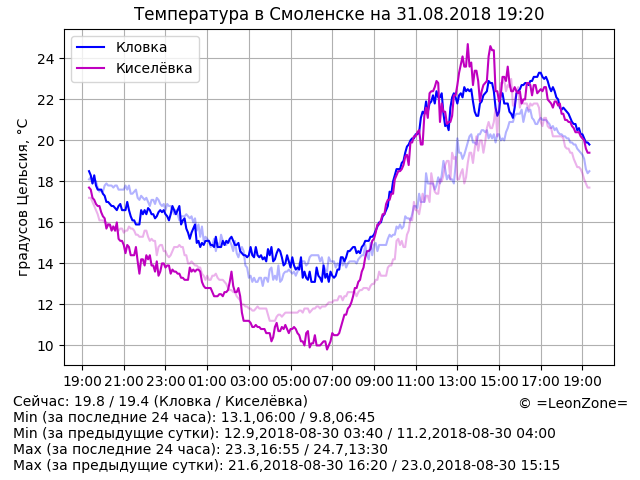 Температура в Смоленске на 31.08.2018 19:20
Кловка
Киселёвка
градусов Цельсия, °C
24
22
20
18
16
14
12
10
19:00 21:00 23:00 01:00 03:00 05:00 07:00 09:00 11:00 13:00 15:00 17:00 19:00
Сейчас: 19.8 / 19.4 (Кловка / Киселёвка)
© =LeonZone=
Min (за последние 24 часа): 13.1,06:00 / 9.8,06:45
Min (за предыдущие сутки): 12.9,2018-08-30 03:40 / 11.2,2018-08-30 04:00
Max (за последние 24 часа): 23.3,16:55 / 24.7,13:30
Max (за предыдущие сутки): 21.6,2018-08-30 16:20 / 23.0,2018-08-30 15:15